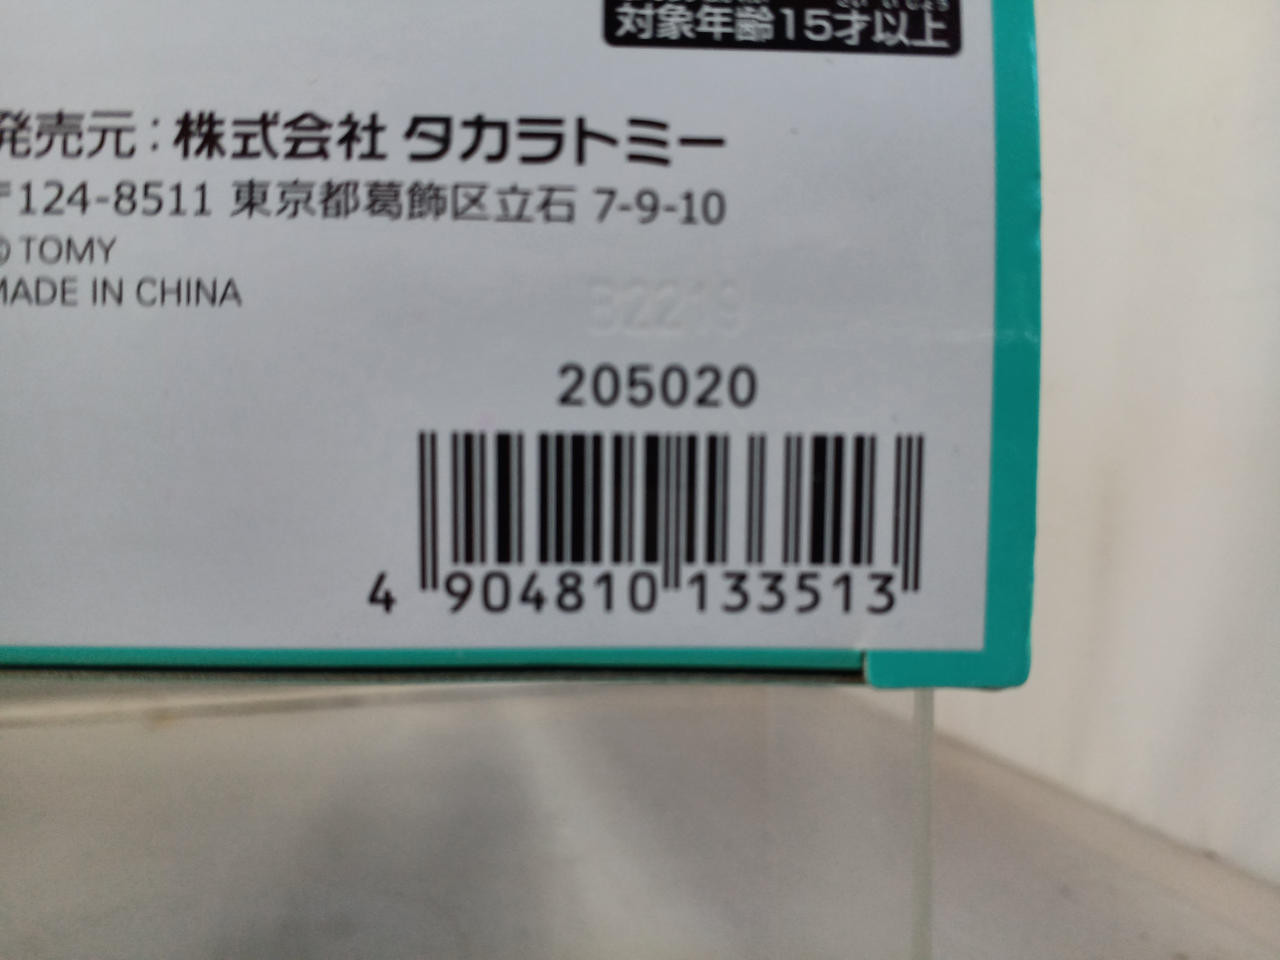 対象年齢15才以上
発売元：株式会社 タカラトミー
〒124-8511 東京都葛飾区立石 7-9-10
© TOMY
MADE IN CHINA
B2219
205020
4 904810 133513